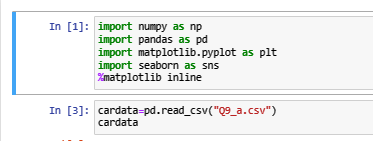 In [1]: import numpy as np
import pandas as pd
import matplotlib.pyplot as plt
import seaborn as sns
%matplotlib inline
In [3]: cardata=pd.read_csv("Q9_a.csv")
cardata